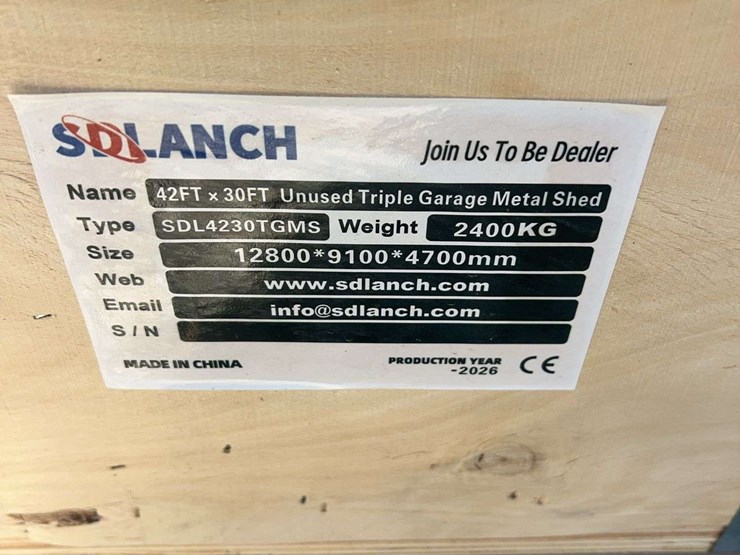 SDLANCH
Join Us To Be Dealer
Name 42FT x 30FT Unused Triple Garage Metal Shed
Type SDL4230TGMS Weight 2400KG
Size 12800*9100*4700mm
Web www.sdlanch.com
Email info@sdlanch.com
S/N
MADE IN CHINA
PRODUCTION YEAR
-2026
CE